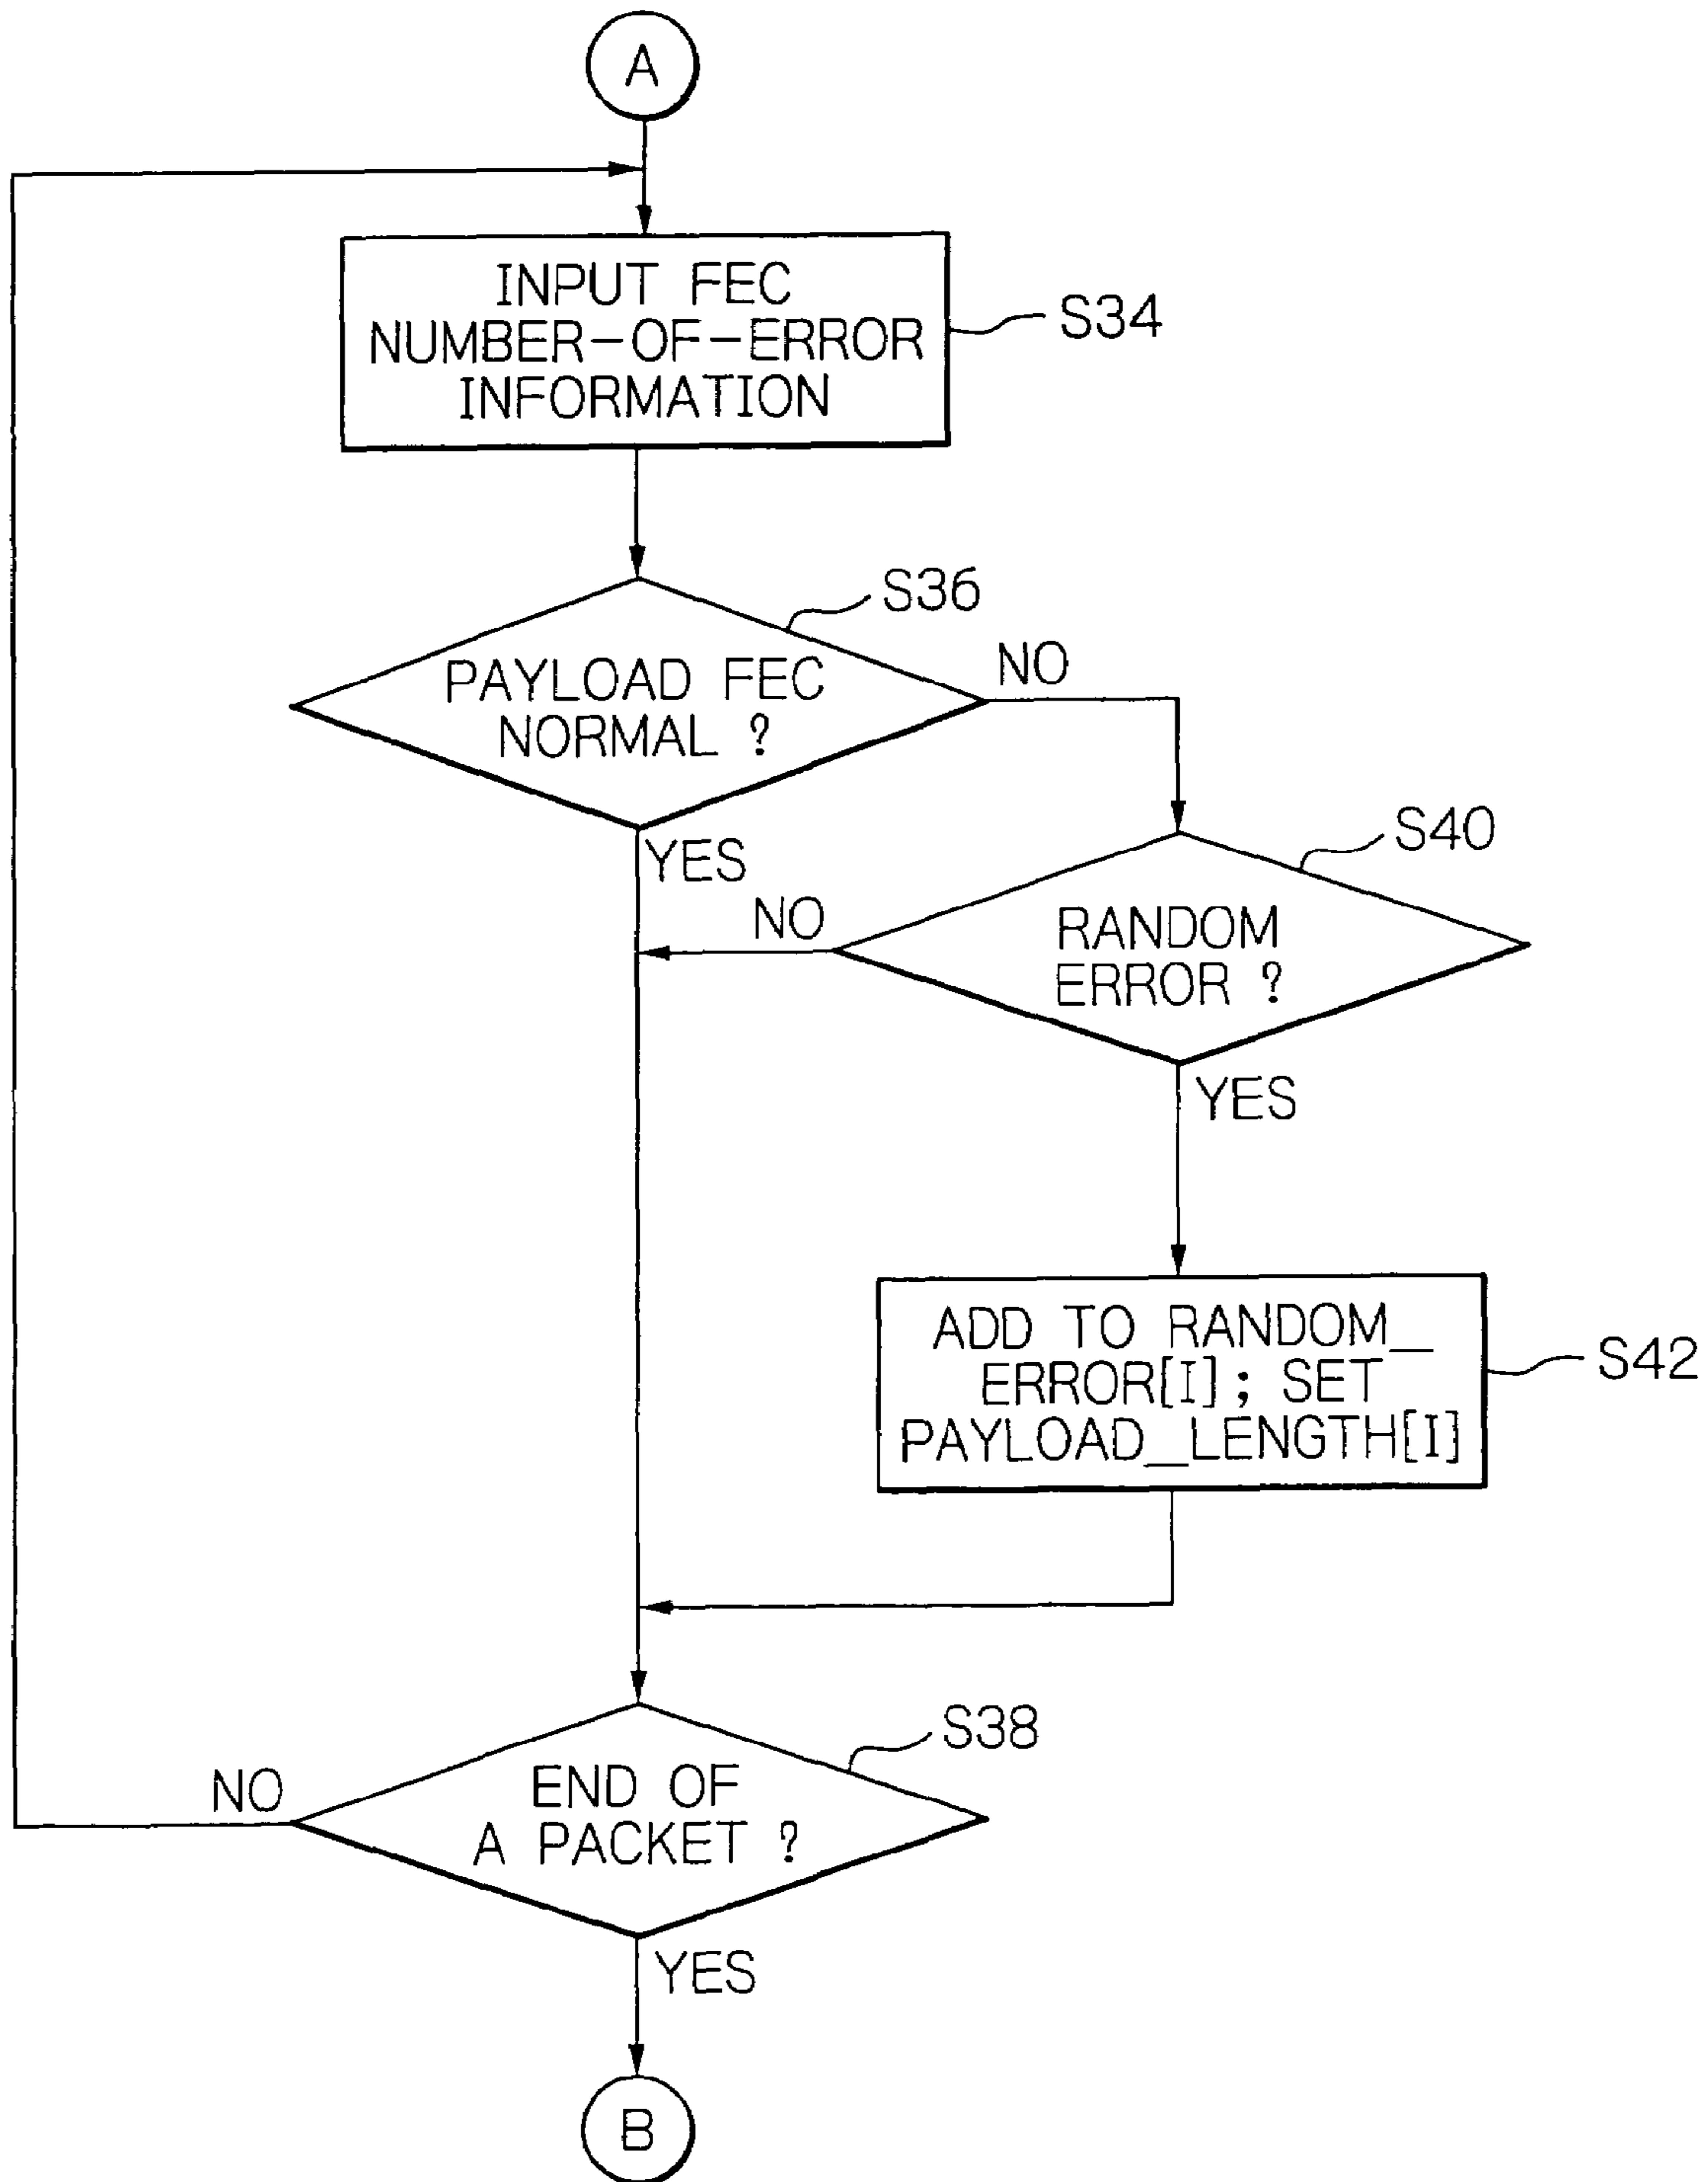 A
INPUT FEC
NUMBER-OF-ERROR
INFORMATION
S34
S36
PAYLOAD FEC
NORMAL ?
NO
YES
S40
NO
RANDOM
ERROR ?
YES
ADD TO RANDOM_
ERROR[I]; SET
PAYLOAD_LENGTH[I]
S42
S38
NO
END OF
A PACKET ?
YES
B